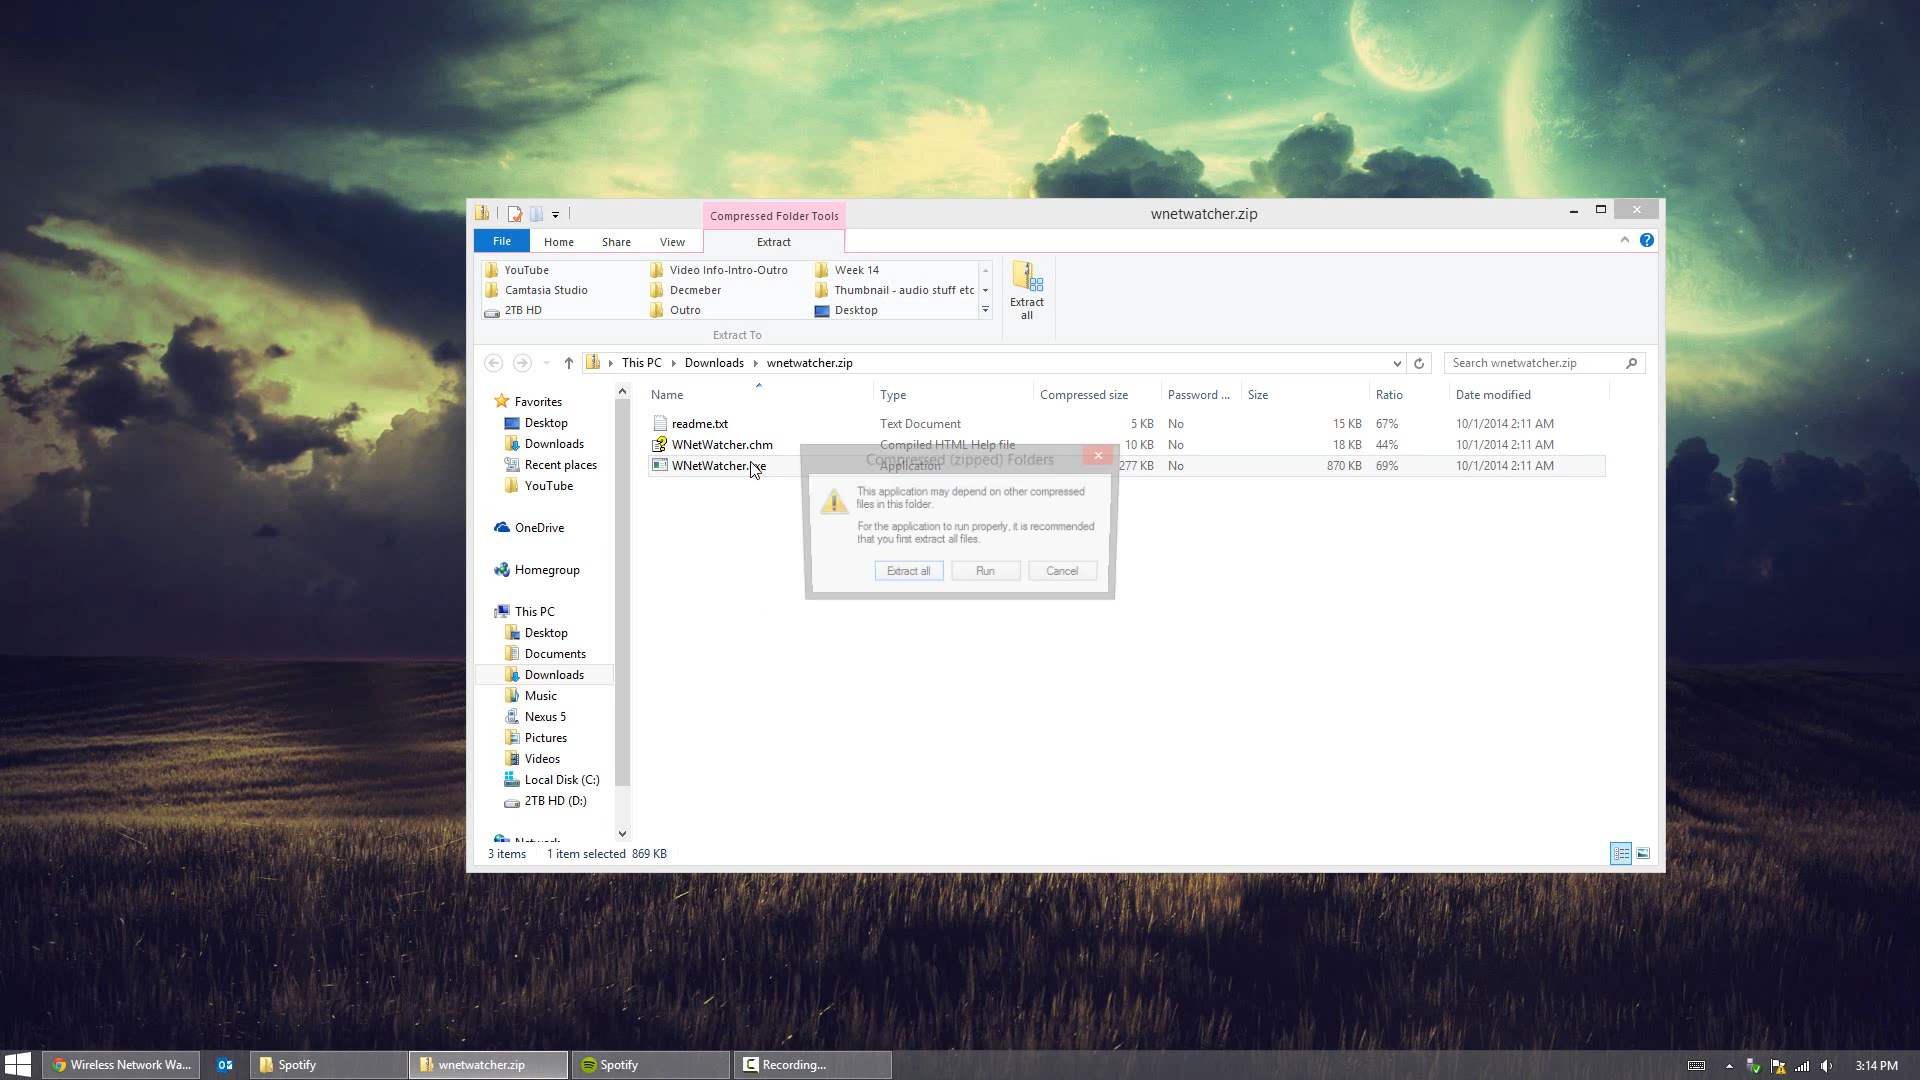 Compressed Folder Tools
wnetwatcher.zip
File Home Share View Extract
YouTube Video Info-Intro-Outro Week 14
Camtasia Studio Decmeber Thumbnail - audio stuff etc
2TB HD Outro Desktop
Extract all
Extract To
This PC Downloads wnetwatcher.zip
Search wnetwatcher.zip
Name Type Compressed size Password ... Size Ratio Date modified
readme.txt Text Document 5 KB No 15 KB 67% 10/1/2014 2:11 AM
WNetWatcher.chm Compiled HTML Help file 10 KB No 18 KB 44% 10/1/2014 2:11 AM
WNetWatcher. xe Application 277 KB No 870 KB 69% 10/1/2014 2:11 AM
Compressed (zipped) Folders
This application may depend on other compressed
files in this folder.
For the application to run properly, it is recommended
that you first extract all files.
Extract all Run Cancel
Favorites
Desktop
Downloads
Recent places
YouTube
OneDrive
Homegroup
This PC
Desktop
Documents
Downloads
Music
Nexus 5
Pictures
Videos
Local Disk (C:)
2TB HD (D:)
Network
3 items 1 item selected 869 KB
Wireless Network Wa...
Spotify
wnetwatcher.zip
Spotify
Recording...
3:14 PM